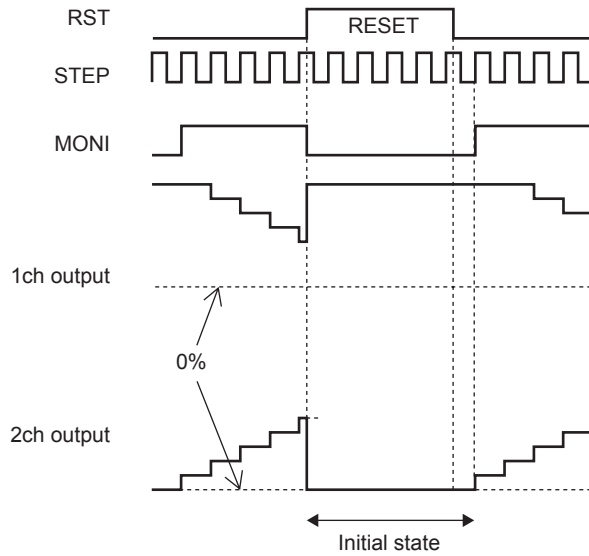 RST
RESET
STEP
MONI
1ch output
0%
2ch output
Initial state